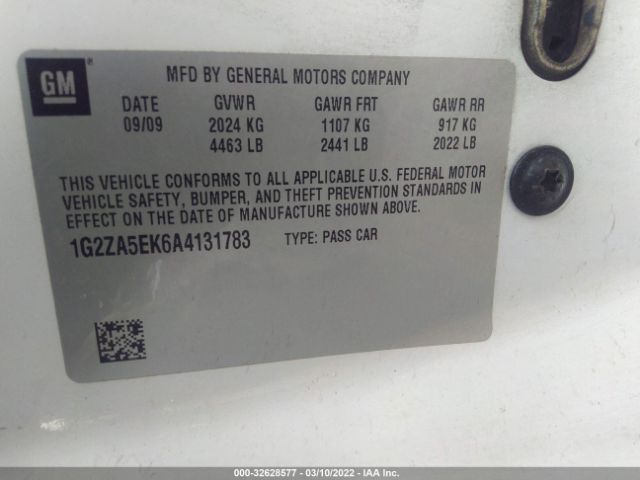 GM®
MFD BY GENERAL MOTORS COMPANY
DATE GVWR GAWR FRT GAWR RR
09/09 2024 KG 1107 KG 917 KG
4463 LB 2441 LB 2022 LB
THIS VEHICLE CONFORMS TO ALL APPLICABLE U.S. FEDERAL MOTOR
VEHICLE SAFETY, BUMPER, AND THEFT PREVENTION STANDARDS IN
EFFECT ON THE DATE OF MANUFACTURE SHOWN ABOVE.
1G2ZA5EK6A4131783 TYPE: PASS CAR
000-32628577 — 03/10/2022 — IAA Inc.